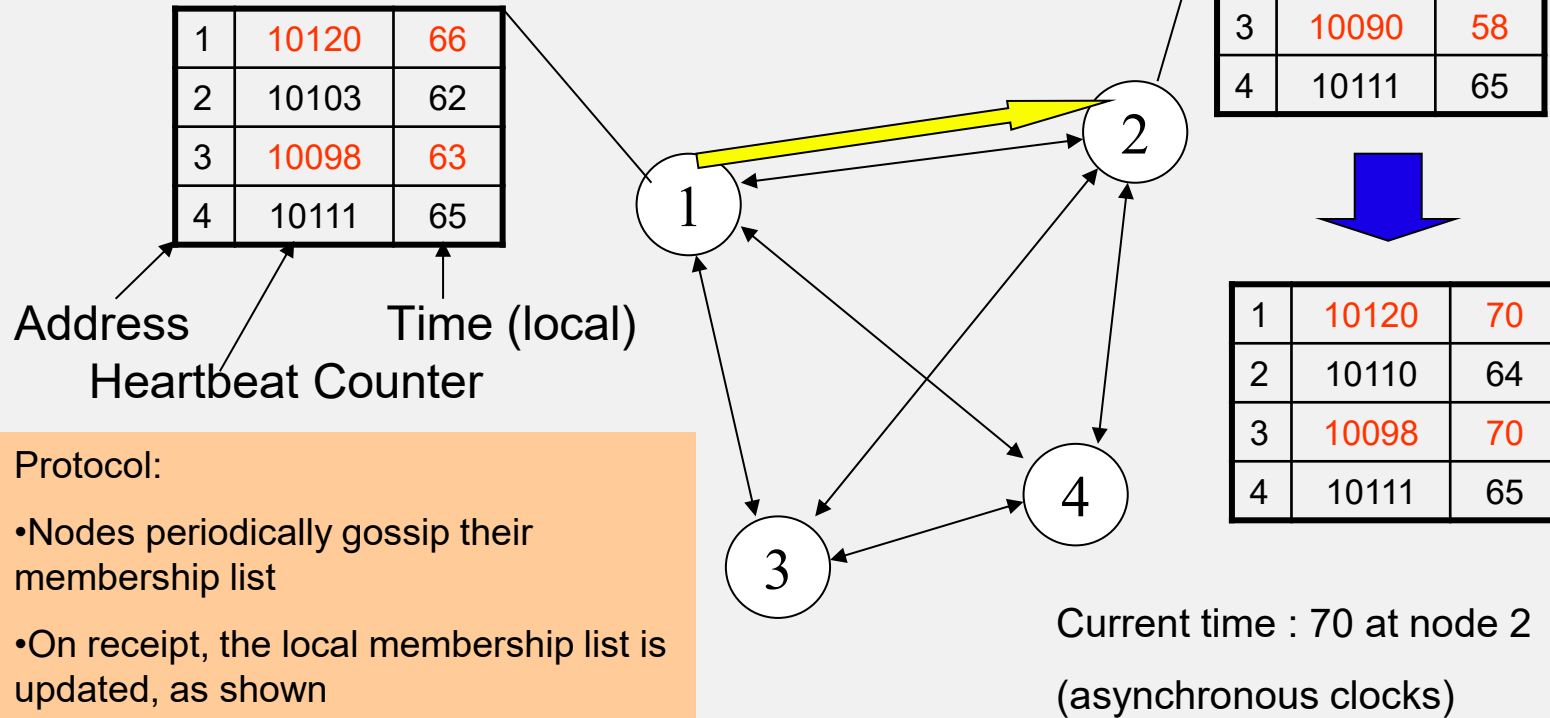 1 10120 66
2 10103 62
3 10098 63
4 10111 65
Address
Time (local)
Heartbeat Counter
3 10090 58
4 10111 65
1
2
3
4
1 10120 70
2 10110 64
3 10098 70
4 10111 65
Protocol:
•Nodes periodically gossip their
membership list
•On receipt, the local membership list is
updated, as shown
Current time : 70 at node 2
(asynchronous clocks)